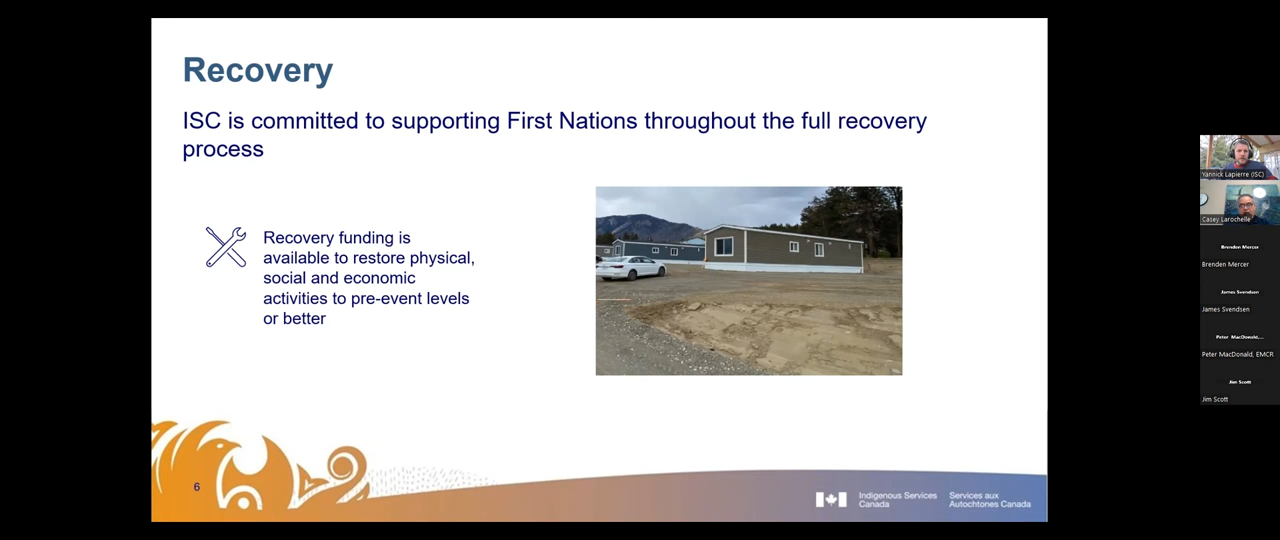 Recovery
ISC is committed to supporting First Nations throughout the full recovery
process
Recovery funding is
available to restore physical,
social and economic
activities to pre-event levels
or better
6
Indigenous Services
Canada
Services aux
Autochtones Canada
Yannick Lapierre (ISC)
Casey Larochelle
Brenden Mercer
Brenden Mercer
James Svendsen
James Svendsen
Peter MacDonald,...
Peter MacDonald, EMCR
Jim Scott
Jim Scott